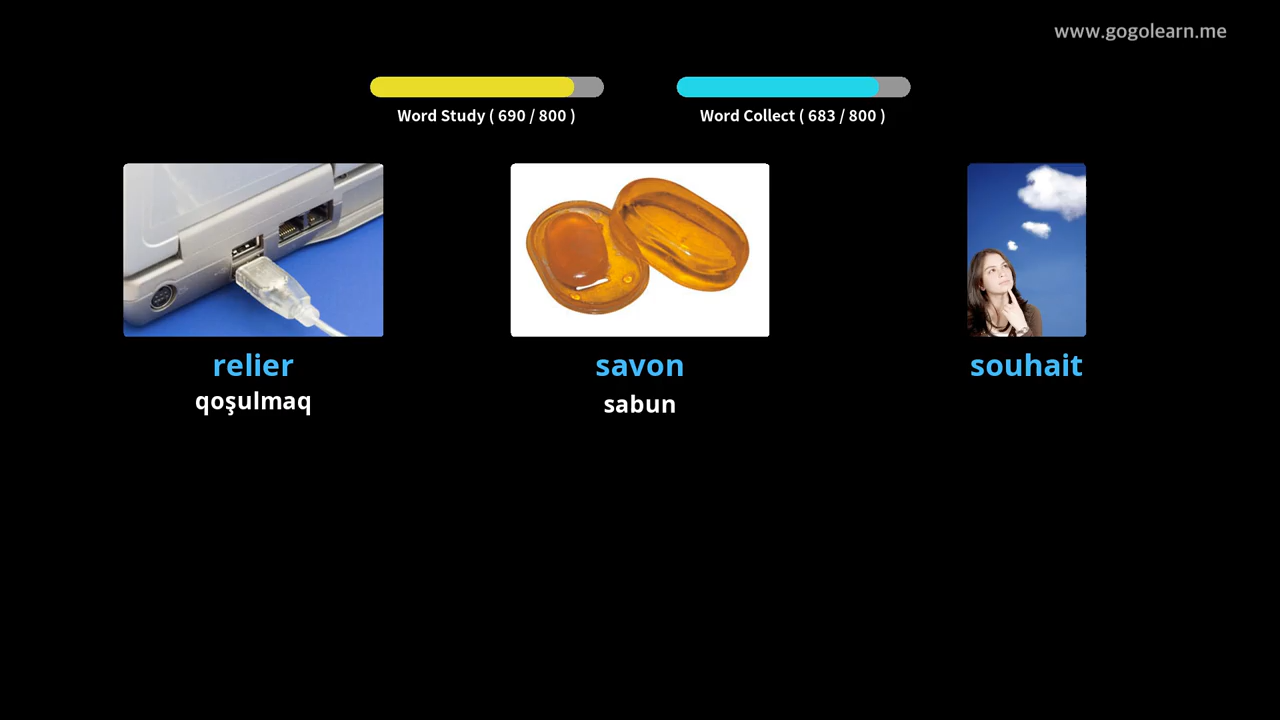 www.gogolearn.me
Word Study ( 690 / 800 )
Word Collect ( 683 / 800 )
relier
qoşulmaq
savon
sabun
souhait